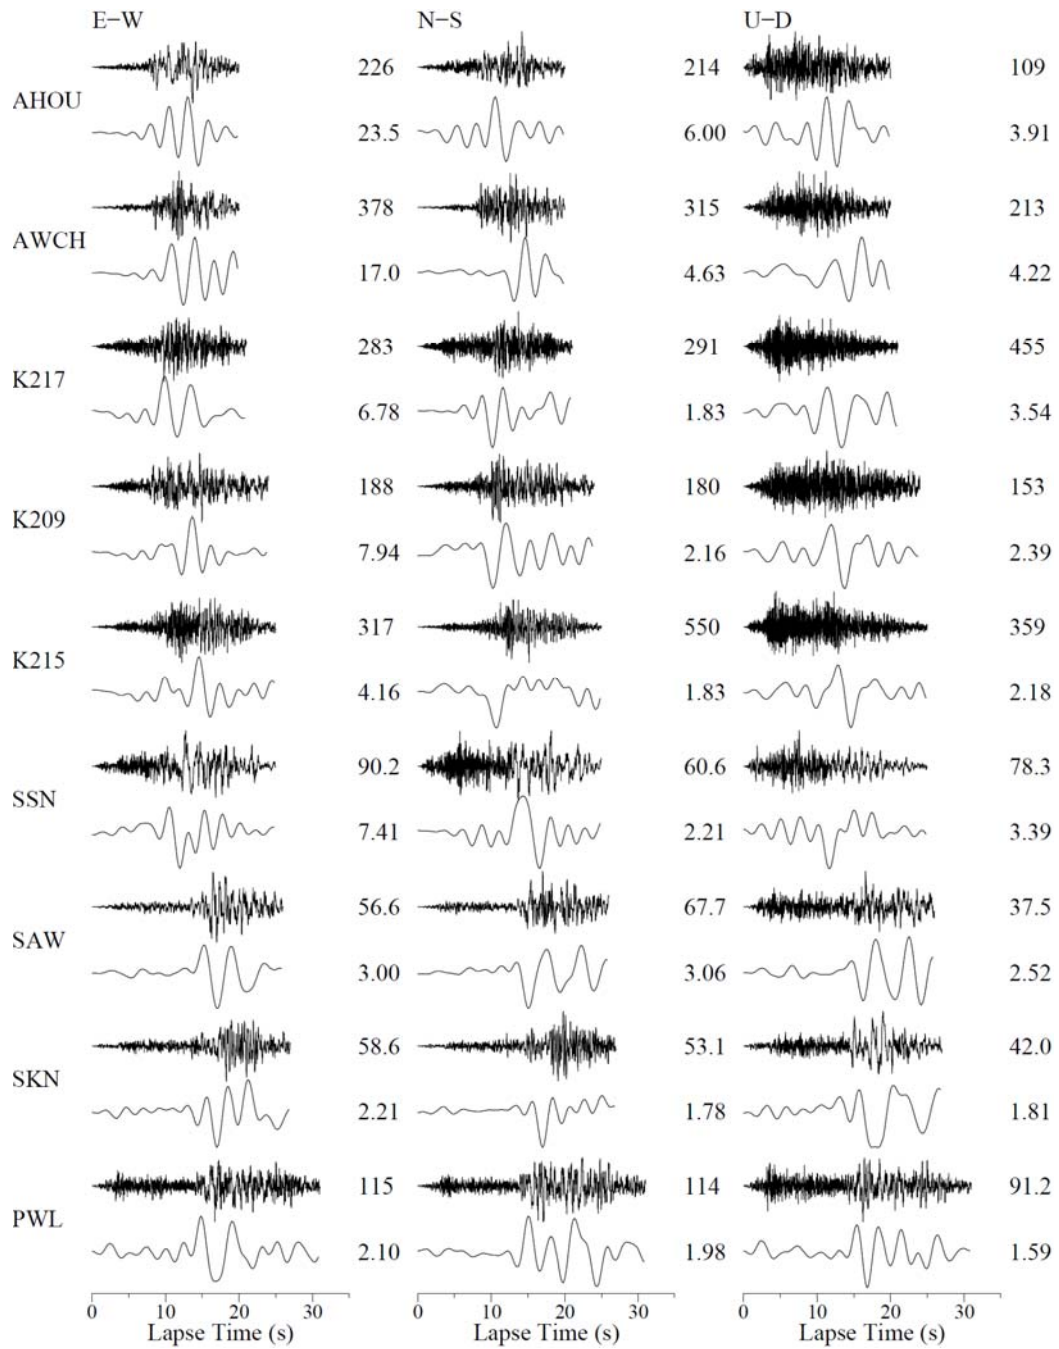 E−W N−S U−D
226 214 109
AHOU
23.5 6.00 3.91
378 315 213
AWCH
17.0 4.63 4.22
283 291 455
K217
6.78 1.83 3.54
188 180 153
K209
7.94 2.16 2.39
317 550 359
K215
4.16 1.83 2.18
90.2 60.6 78.3
SSN
7.41 2.21 3.39
56.6 67.7 37.5
SAW
3.00 3.06 2.52
58.6 53.1 42.0
SKN
2.21 1.78 1.81
115 114 91.2
PWL
2.10 1.98 1.59
0 10 20 30 0 10 20 30 0 10 20 30
Lapse Time (s) Lapse Time (s) Lapse Time (s)